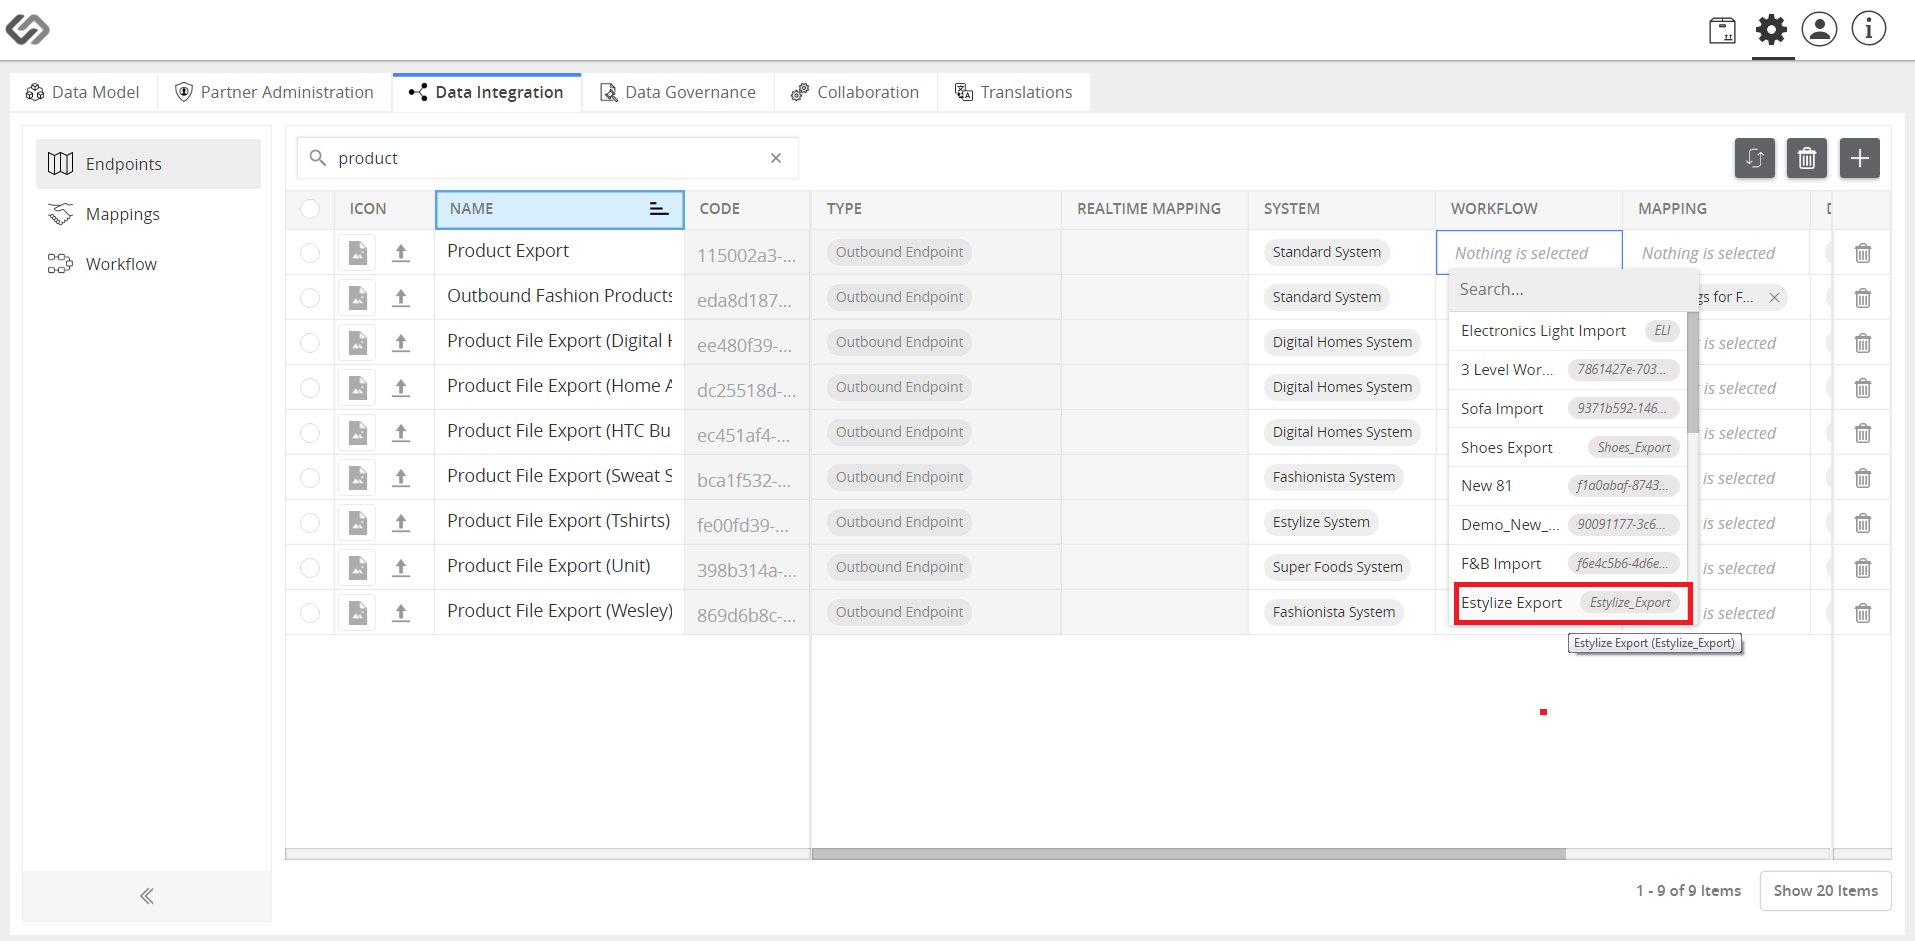 Data Model
Partner Administration
Data Integration
Data Governance
Collaboration
Translations
Endpoints
Mappings
Workflow
product
ICON NAME CODE TYPE REALTIME MAPPING SYSTEM WORKFLOW MAPPING
Product Export 115002a3-... Outbound Endpoint Standard System Nothing is selected Nothing is selected
Outbound Fashion Products eda8d187... Outbound Endpoint Standard System gs for F...
Product File Export (Digital H ee480f39-... Outbound Endpoint Digital Homes System is selected
Product File Export (Home A dc25518d-... Outbound Endpoint Digital Homes System is selected
Product File Export (HTC Bu ec451af4-... Outbound Endpoint Digital Homes System is selected
Product File Export (Sweat S bca1f532-... Outbound Endpoint Fashionista System is selected
Product File Export (Tshirts) fe00fd39-... Outbound Endpoint Estylize System is selected
Product File Export (Unit) 398b314a-... Outbound Endpoint Super Foods System is selected
Product File Export (Wesley) 869d6b8c-... Outbound Endpoint Fashionista System is selected
Search...
Electronics Light Import ELI
3 Level Wor... 7861427e-703...
Sofa Import 9371b592-146...
Shoes Export Shoes_Export
New 81 f1a0abaf-8743...
Demo_New_... 90091177-3c6...
F&B Import f6e4c5b6-4d6e...
Estylize Export Estylize_Export
Estylize Export (Estylize_Export)
1 - 9 of 9 Items
Show 20 Items